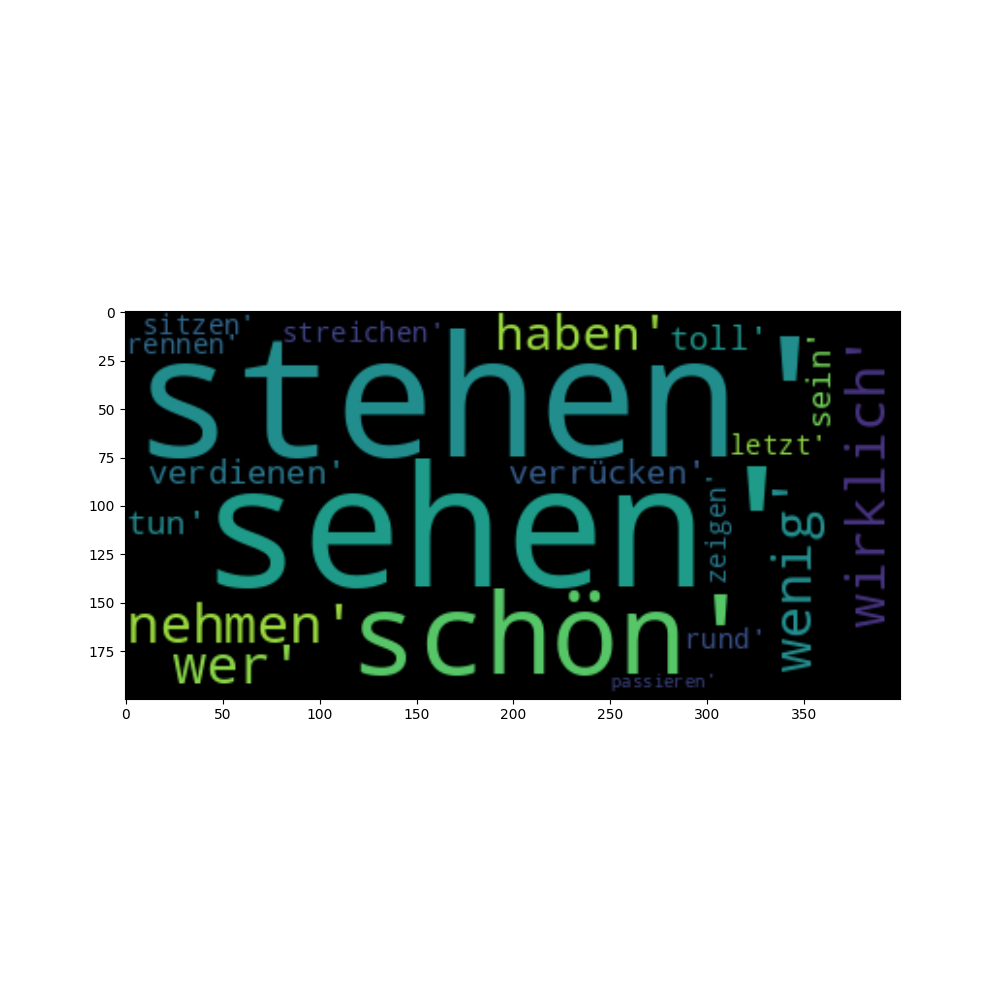 0
25
50
75
100
125
150
175
sitzen'
rennen'
streichen'
haben'
toll'
stehen'
sein'
wirklich'
letzt'
verdienen'
verrücken'
tun'
sehen'
zeigen'
wenig'
nehmen'
schön'
wer'
rund'
passieren'
0 50 100 150 200 250 300 350